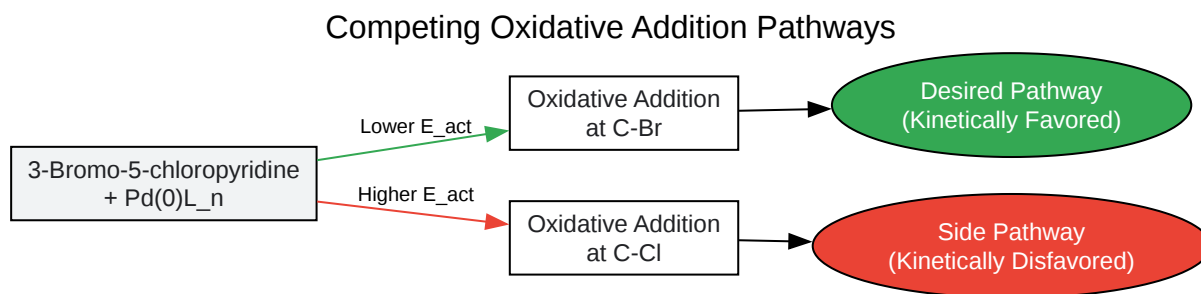 Competing Oxidative Addition Pathways
3-Bromo-5-chloropyridine
+ Pd(0)L_n
Lower E_act
Higher E_act
Oxidative Addition
at C-Br
Oxidative Addition
at C-Cl
Desired Pathway
(Kinetically Favored)
Side Pathway
(Kinetically Disfavored)